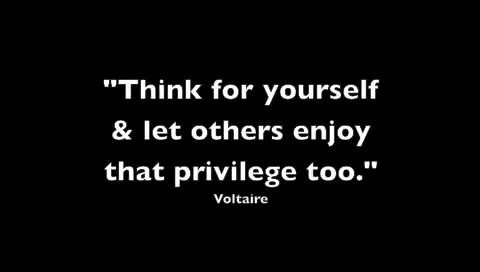 "Think for yourself
& let others enjoy
that privilege too."
Voltaire